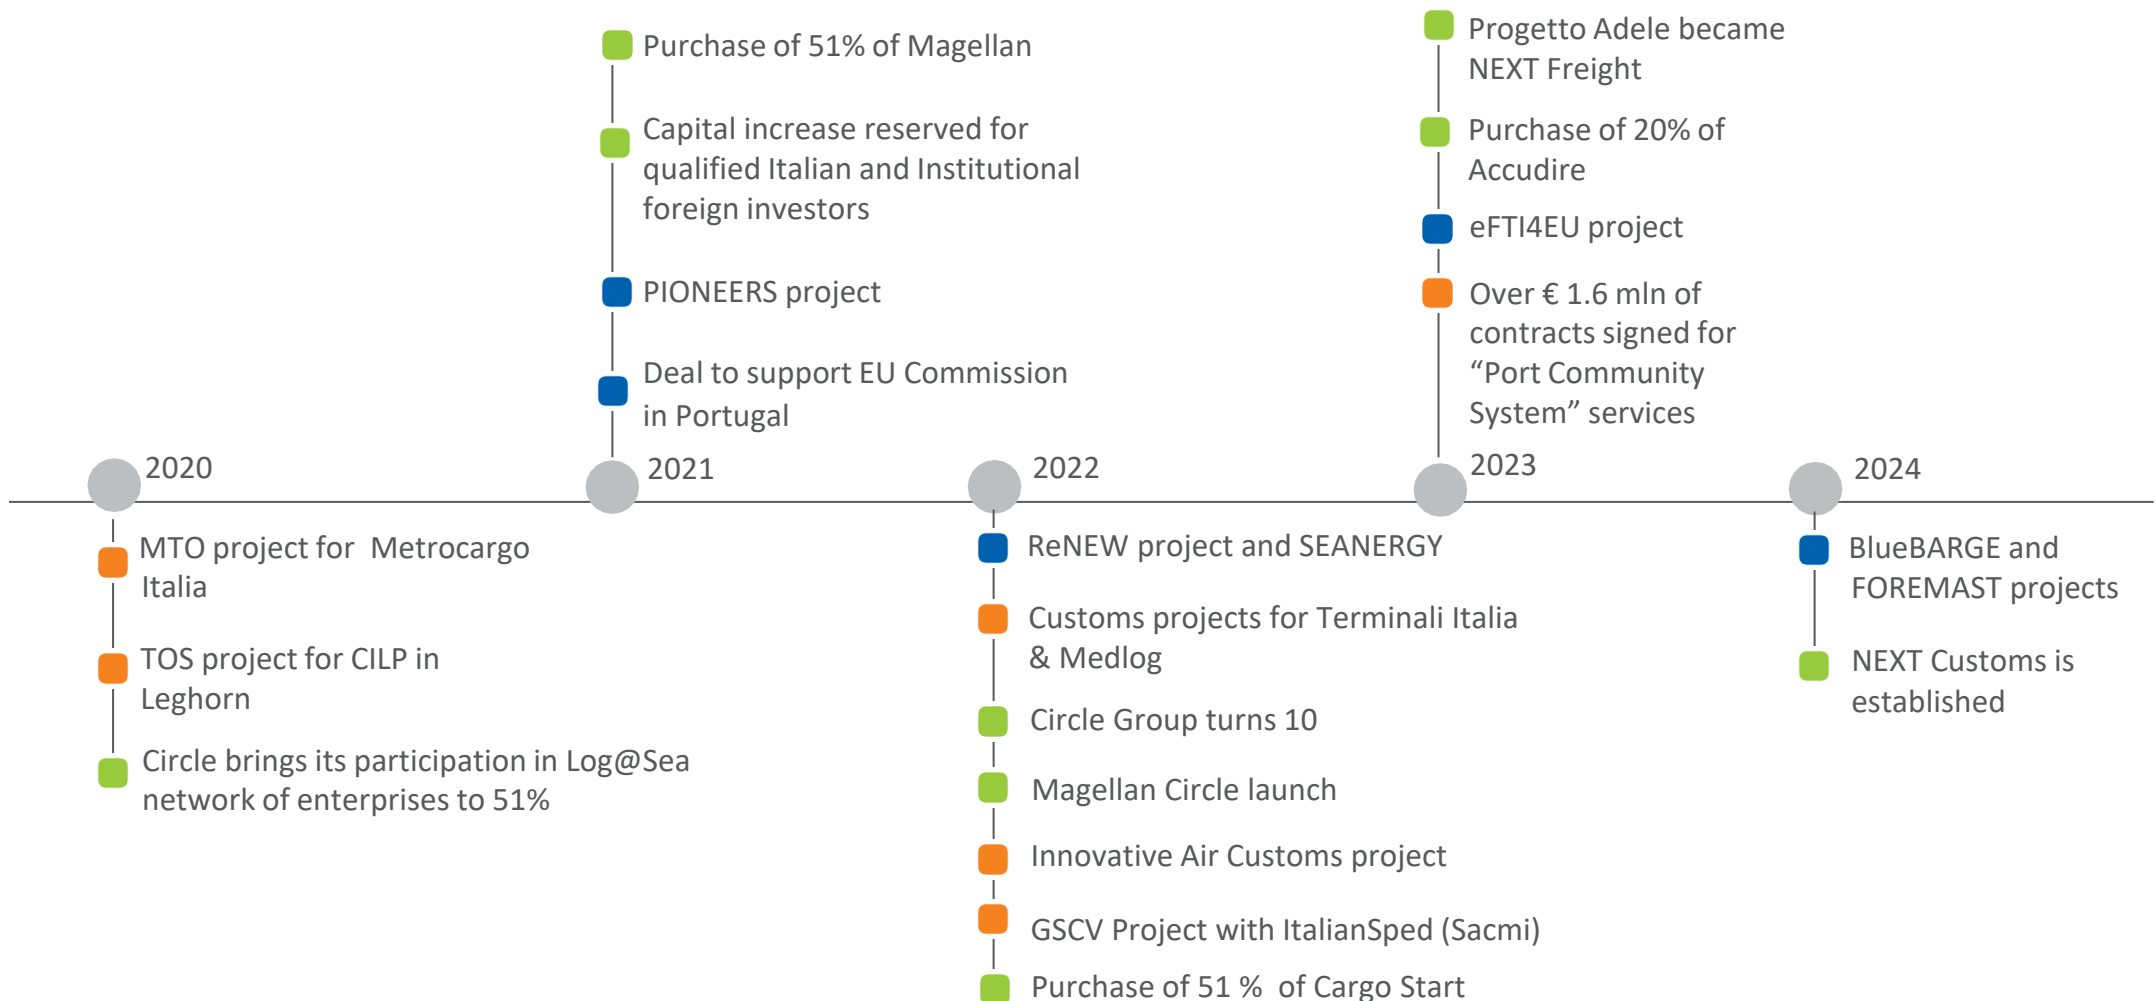 Purchase of 51% of Magellan
Capital increase reserved for
qualified Italian and Institutional
foreign investors
PIONEERS project
Deal to support EU Commission
in Portugal
Progetto Adele became
NEXT Freight
Purchase of 20% of
Accudire
eFTI4EU project
Over € 1.6 mln of
contracts signed for
“Port Community
System” services
2020
2021
2022
2023
2024
MTO project for Metrocargo
Italia
TOS project for CILP in
Leghorn
Circle brings its participation in Log@Sea
network of enterprises to 51%
ReNEW project and SEANERGY
Customs projects for Terminali Italia
& Medlog
Circle Group turns 10
Magellan Circle launch
Innovative Air Customs project
GSCV Project with ItalianSped (Sacmi)
Purchase of 51 % of Cargo Start
BlueBARGE and
FOREMAST projects
NEXT Customs is
established